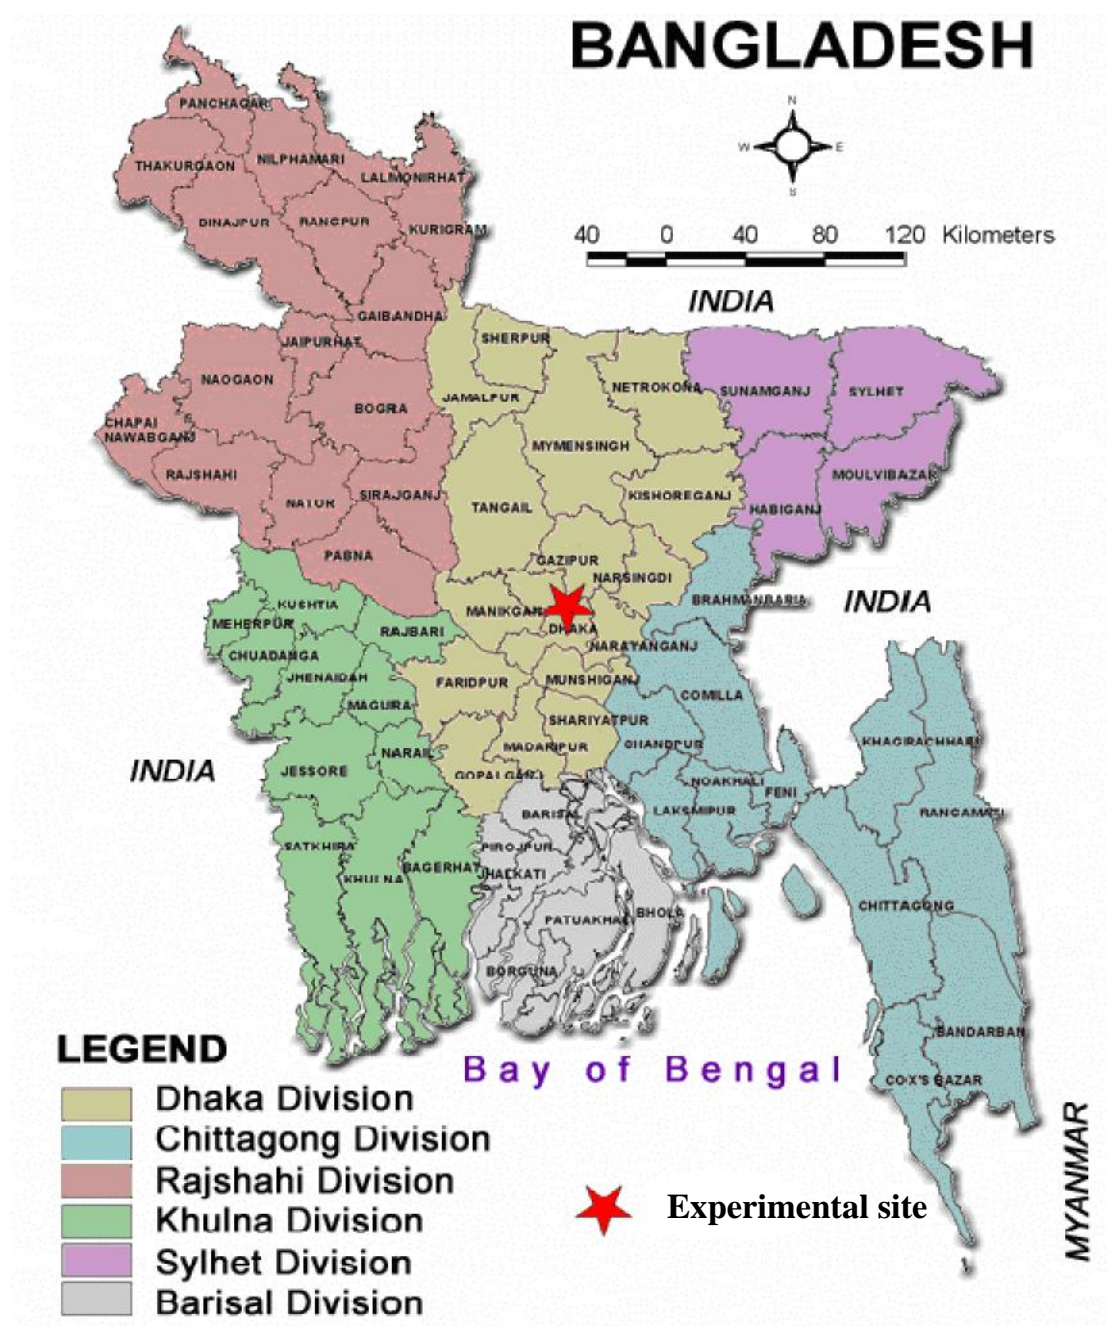 BANGLADESH
N
W E
S
40 0 40 80 120 Kilometers
INDIA
PANCHAGAR
THAKURGAON
NILPHAMARI
LALMONIRHAT
DINAJPUR
RANGPUR
KURIGRAM
GAIBANDHA
JAIPURHAT
NAOGAON
BOGRA
CHAPAI
NAWABGANJ
RAJSHAHI
NATOR
SIRAJGANJ
PABNA
SHERPUR
JAMALPUR
NETROKONA
MYMENSINGH
TANGAIL
KISHOREGANJ
GAZIPUR
NARSINGDI
MANIKGANJ
DHAKA
NARAYANGANJ
FARIDPUR
MUNSHIGANJ
SHARIYATPUR
MADARIPUR
GOPALGANJ
SUNAMGANJ
SYLHET
MOULVIBAZAR
HABIGANJ
BRAHMANBARIA
INDIA
COMILLA
CHANDPUR
NOAKHALI
FENI
LAKSMIPUR
KHAGIRACHHARI
RANGAMATI
CHITTAGONG
BANDARBAN
COX'S BAZAR
KUSHTIA
MEHERPUR
RAJBARI
CHUADANGA
JHENAIDAH
MAGURA
NARAIL
JESSORE
INDIA
SATKHIRA
KHULNA
BAGERHAT
BARISAL
PIROJPUR
JHALKATI
PATUAKHALI
BHOLA
BORGUNA
Bay of Bengal
MYANMAR
LEGEND
Dhaka Division
Chittagong Division
Rajshahi Division
Khulna Division
Sylhet Division
Barisal Division
Experimental site